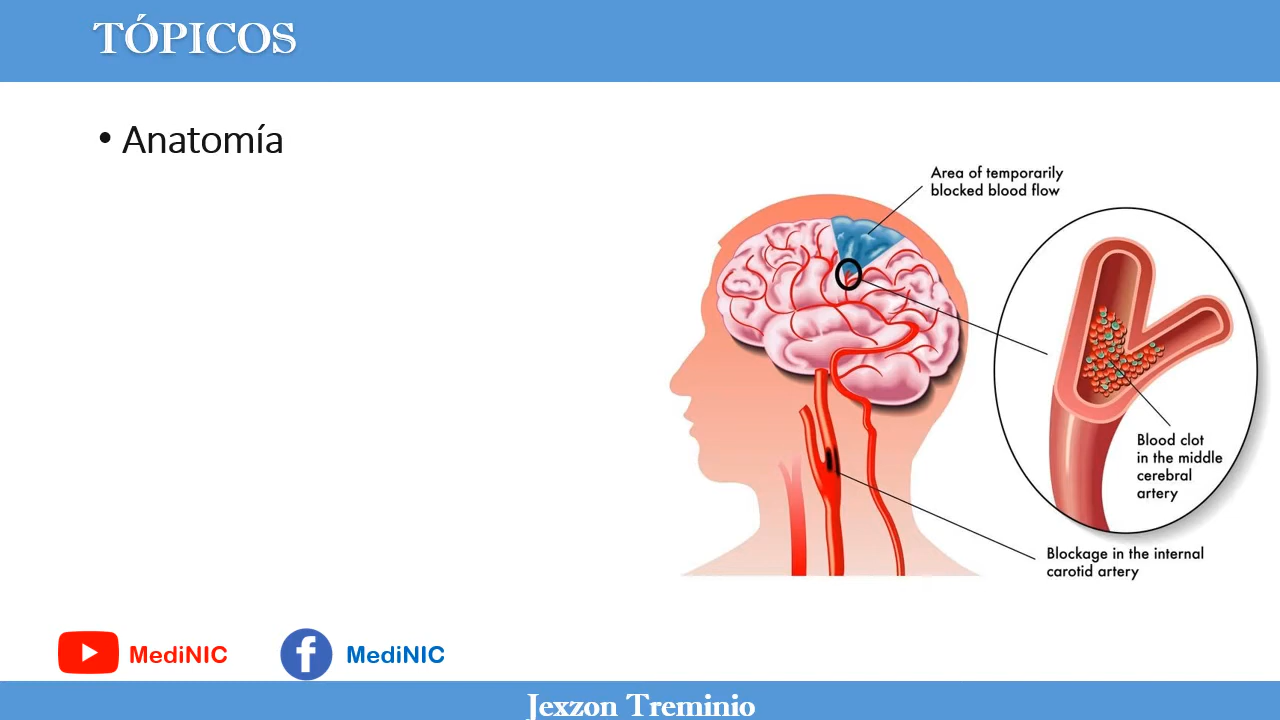 TÓPICOS
• Anatomía
Area of temporarily
blocked blood flow
Blood clot
in the middle
cerebral
artery
Blockage in the internal
carotid artery
MediNIC
f MediNIC
Jexzon Treminio